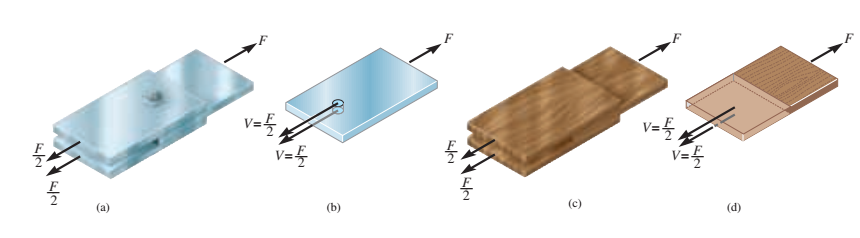 F
F/2
F/2
(a)
F
V = F/2
V = F/2
(b)
F
F/2
F/2
(c)
F
V = F/2
V = F/2
(d)